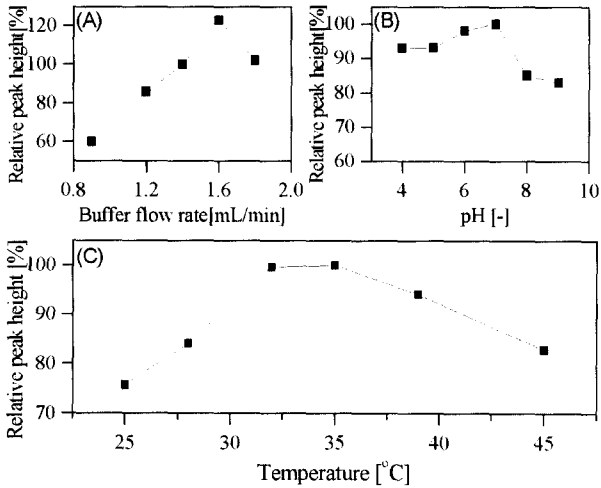 (A)
Relative peak height[%]
120
100
80
60
0.8 1.2 1.6 2.0
Buffer flow rate[mL/min]
(B)
Relative peak height [%]
100
90
80
70
60
4 6 8 10
pH [-]
(C)
Relative peak height [%]
100
90
80
70
25 30 35 40 45
Temperature [°C]